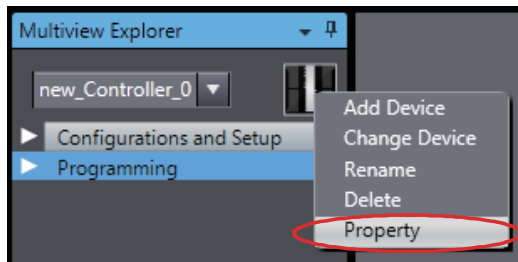 Multiview Explorer
new_Controller_0
Configurations and Setup
Programming
Add Device
Change Device
Rename
Delete
Property